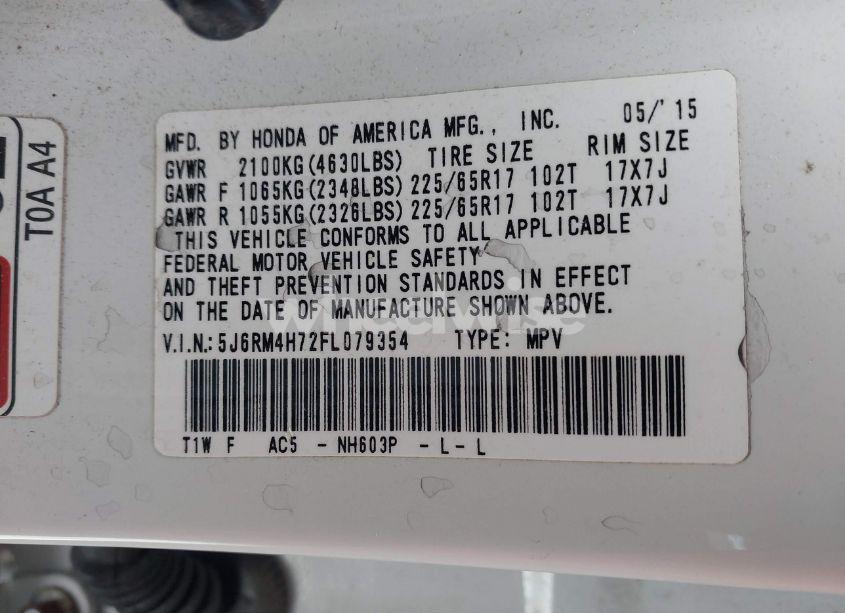 T0A A4
MFD. BY HONDA OF AMERICA MFG., INC. 05/'15
GVWR 2100KG(4630LBS) TIRE SIZE RIM SIZE
GAWR F 1065KG(2348LBS) 225/65R17 102T 17X7J
GAWR R 1055KG(2326LBS) 225/65R17 102T 17X7J
THIS VEHICLE CONFORMS TO ALL APPLICABLE
FEDERAL MOTOR VEHICLE SAFETY
AND THEFT PREVENTION STANDARDS IN EFFECT
ON THE DATE OF MANUFACTURE SHOWN ABOVE.
V.I.N.:5J6RM4H72FL079354 TYPE: MPV
T1W F AC5 - NH603P - L - L